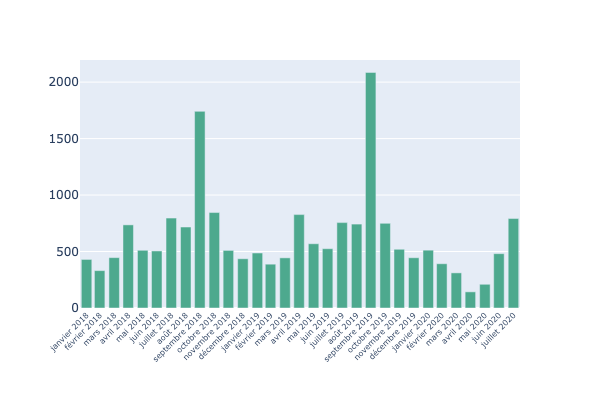 2000
1500
1000
500
0
janvier 2018
février 2018
mars 2018
avril 2018
mai 2018
juin 2018
juillet 2018
août 2018
septembre 2018
octobre 2018
novembre 2018
décembre 2018
janvier 2019
février 2019
mars 2019
avril 2019
mai 2019
juin 2019
juillet 2019
août 2019
septembre 2019
octobre 2019
novembre 2019
décembre 2019
janvier 2020
février 2020
mars 2020
avril 2020
mai 2020
juin 2020
juillet 2020